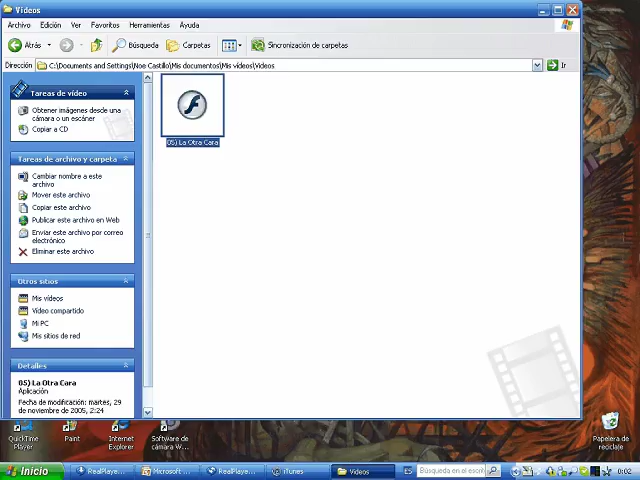 Videos
Archivo Edición Ver Favoritos Herramientas Ayuda
Atrás Búsqueda Carpetas Sincronización de carpetas
Dirección C:\Documents and Settings\Noe Castillo\Mis documentos\Mis vídeos\Videos Ir
Tareas de vídeo
Obtener imágenes desde una
cámara o un escáner
Copiar a CD
Tareas de archivo y carpeta
Cambiar nombre a este
archivo
Mover este archivo
Copiar este archivo
Publicar este archivo en Web
Enviar este archivo por correo
electrónico
Eliminar este archivo
Otros sitios
Mis vídeos
Vídeo compartido
Mi PC
Mis sitios de red
Detalles
05) La Otra Cara
Aplicación
Fecha de modificación: martes, 29
de noviembre de 2005, 2:24
05) La Otra Cara
QuickTime
Player
Paint
Internet
Explorer
Software de
cámara W...
Papelera de
reciclaje
Inicio RealPlaye... Microsoft ... RealPlaye... iTunes Videos ES Búsqueda en el escri 0:02